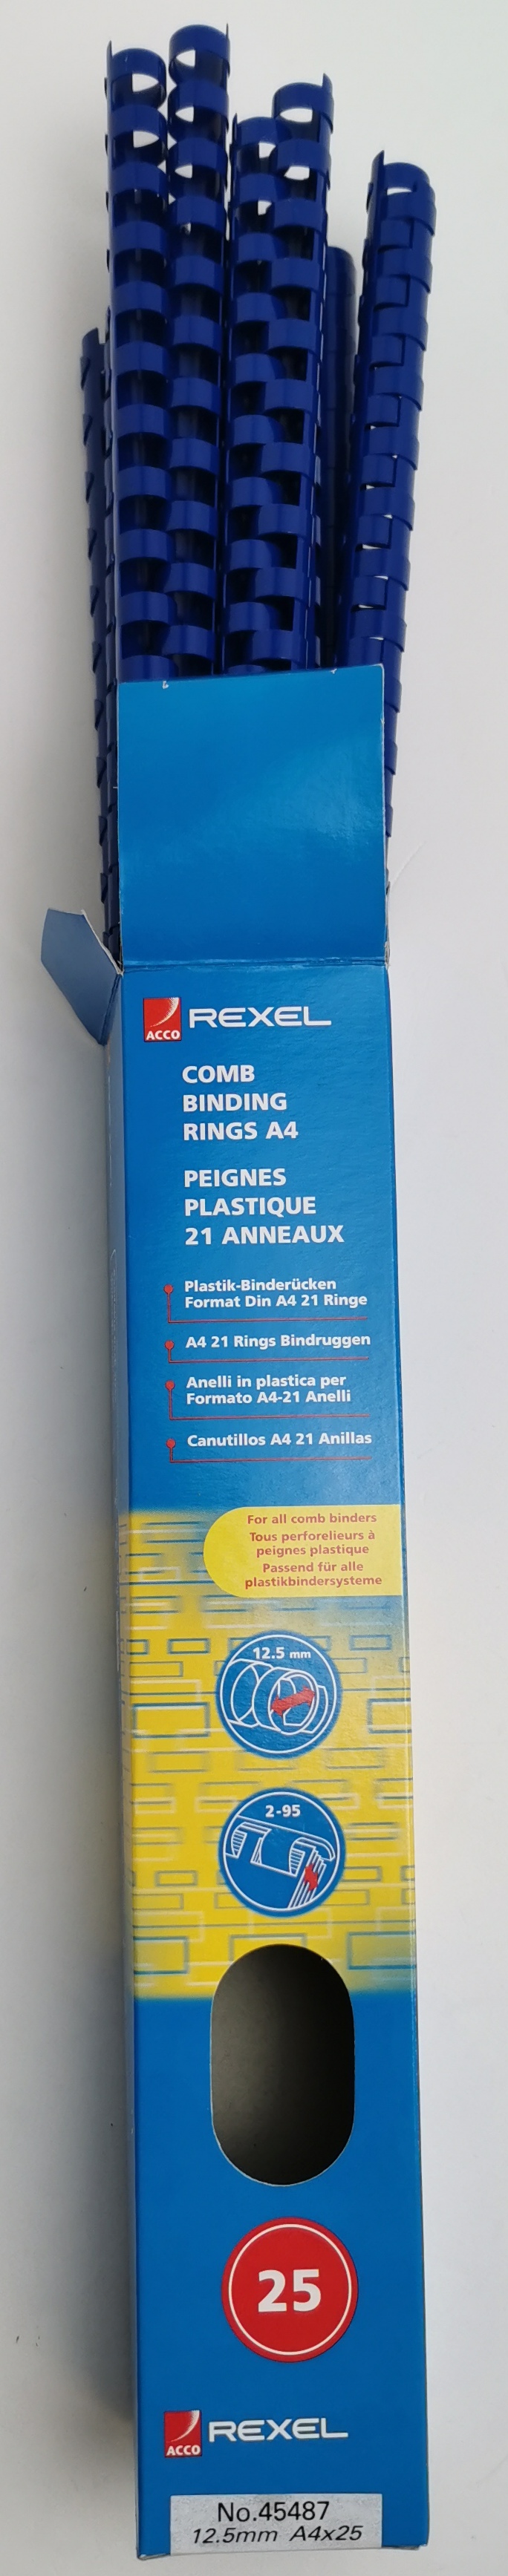 ACCO REXEL
COMB
BINDING
RINGS A4
PEIGNES
PLASTIQUE
21 ANNEAUX
Plastik-Binderücken
Format Din A4 21 Ringe
A4 21 Rings Bindruggen
Anelli in plastica per
Formato A4-21 Anelli
Canutillos A4 21 Anillas
For all comb binders
Tous perforelieurs à
peignes plastique
Passend für alle
plastikbindersysteme
12.5 mm
2-95
25
ACCO REXEL
No.45487
12.5mm A4x25